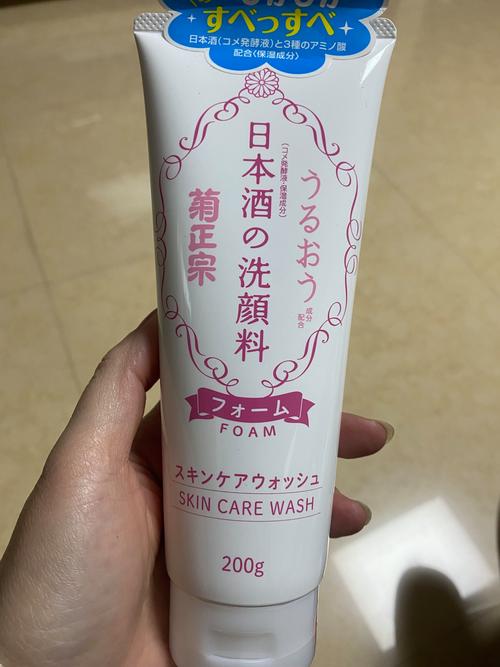 すべっすべ
日本酒(コメ発酵液)と3種のアミノ酸
配合〈保湿成分〉
うるおう
成分
配合
日本酒の洗顔料
(コメ発酵液・保湿成分)
菊正宗
フォーム
FOAM
スキンケアウォッシュ
SKIN CARE WASH
200g